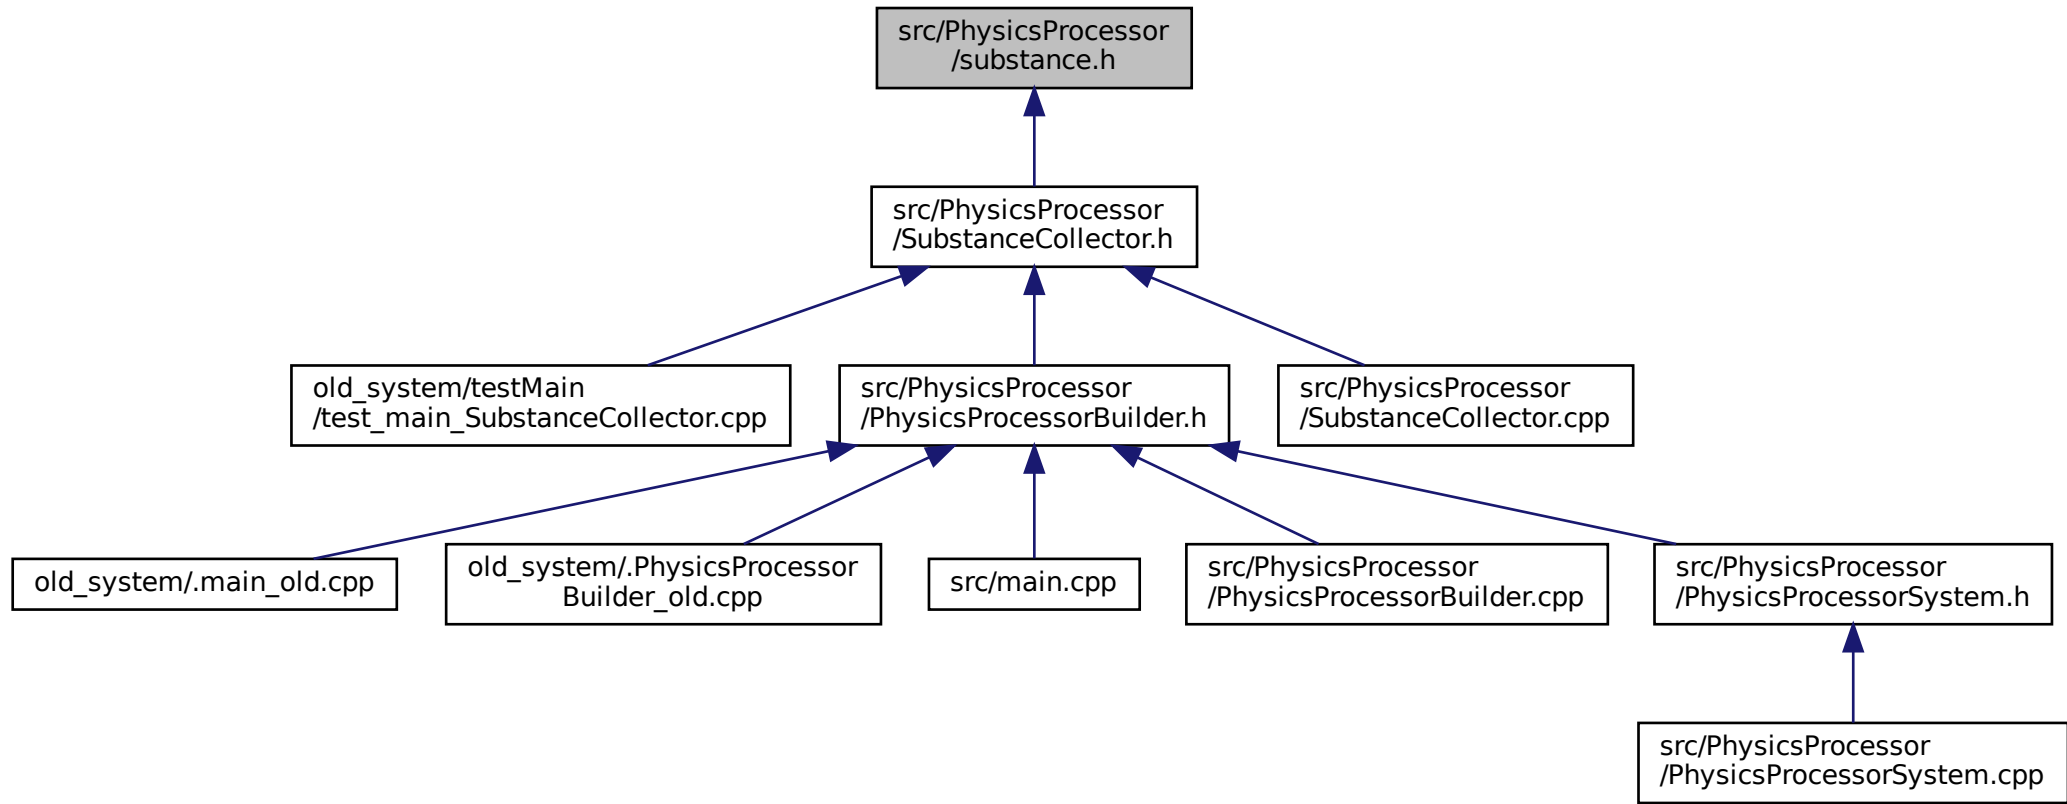 src/PhysicsProcessor
/substance.h
src/PhysicsProcessor
/SubstanceCollector.h
old_system/testMain
/test_main_SubstanceCollector.cpp
src/PhysicsProcessor
/PhysicsProcessorBuilder.h
src/PhysicsProcessor
/SubstanceCollector.cpp
old_system/.main_old.cpp
old_system/.PhysicsProcessor
Builder_old.cpp
src/main.cpp
src/PhysicsProcessor
/PhysicsProcessorBuilder.cpp
src/PhysicsProcessor
/PhysicsProcessorSystem.h
src/PhysicsProcessor
/PhysicsProcessorSystem.cpp